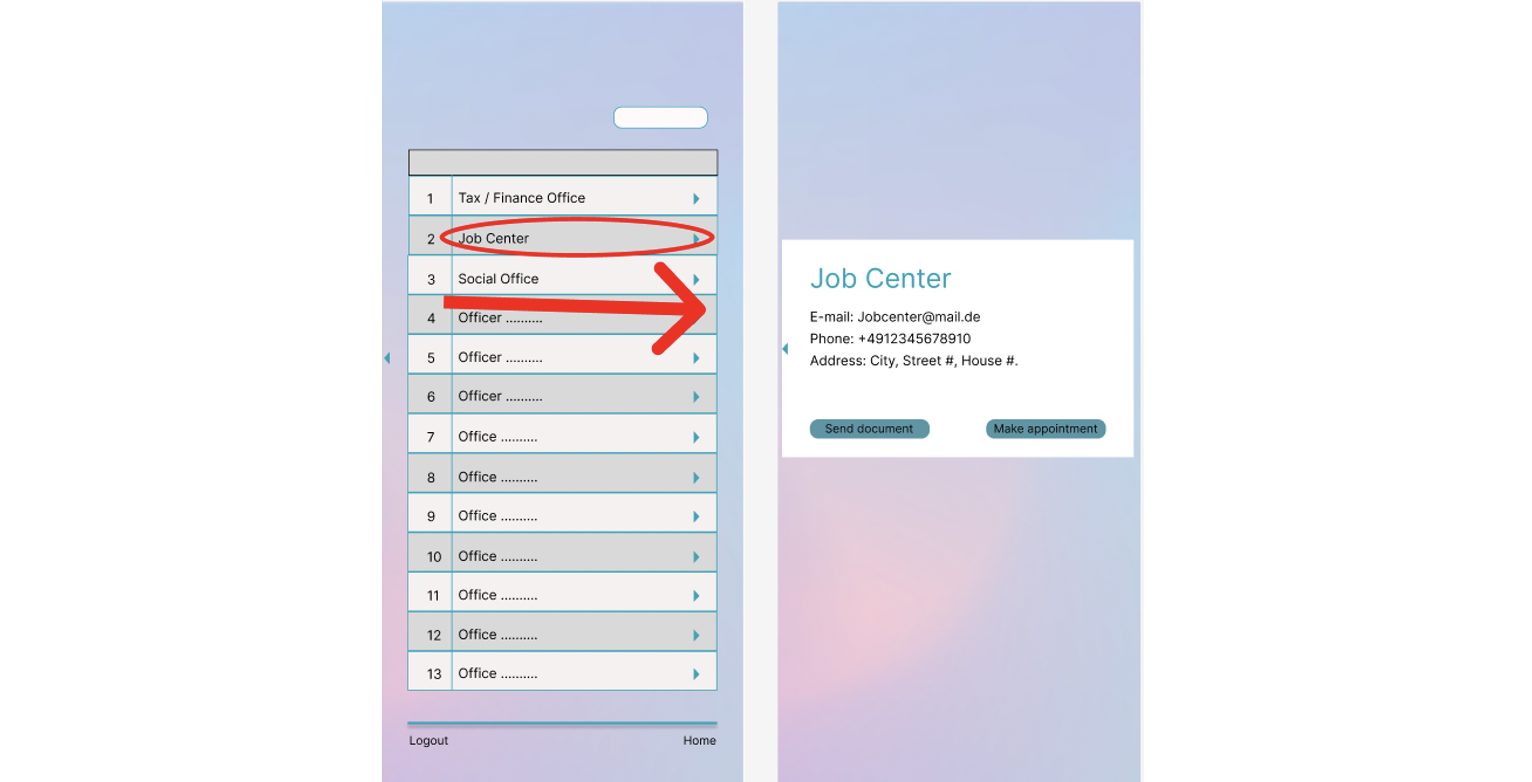 1 Tax / Finance Office
2 Job Center
3 Social Office
4 Officer ..........
5 Officer ..........
6 Officer ..........
7 Office ..........
8 Office ..........
9 Office ..........
10 Office ..........
11 Office ..........
12 Office ..........
13 Office ..........
Logout Home
Job Center
E-mail: Jobcenter@mail.de
Phone: +4912345678910
Address: City, Street #, House #.
Send document Make appointment